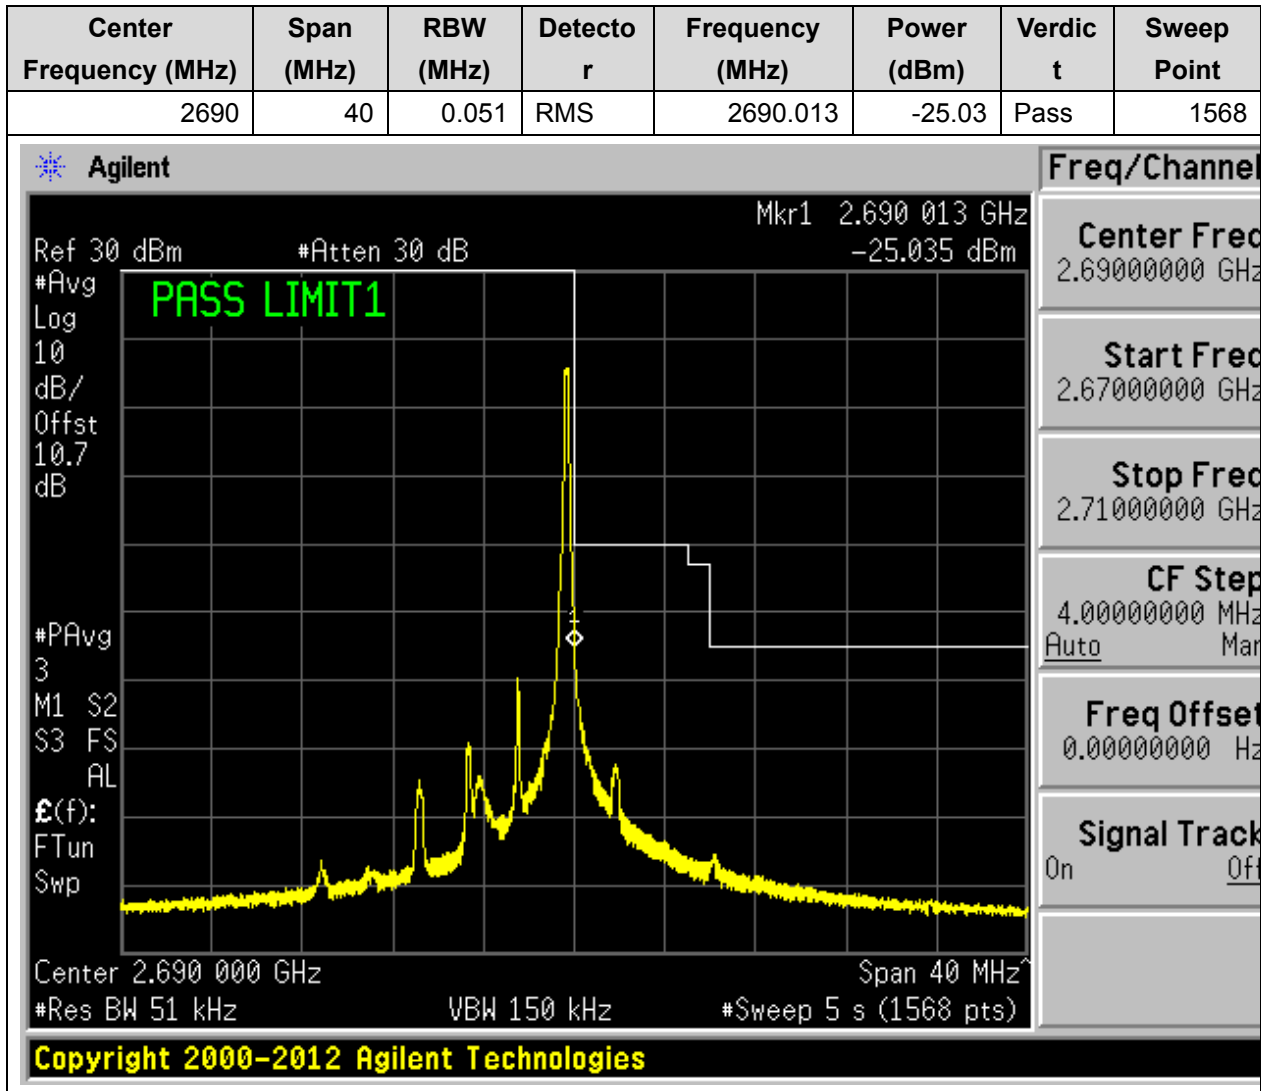 Center Frequency (MHz) Span (MHz) RBW (MHz) Detecto r Frequency (MHz) Power (dBm) Verdic t Sweep Point
2690 40 0.051 RMS 2690.013 -25.03 Pass 1568
Agilent Freq/Channel
Mkr1 2.690 013 GHz
Ref 30 dBm #Atten 30 dB -25.035 dBm
#Avg
Log
10
dB/
Offst
10.7
dB
PASS LIMIT1
1
#PAvg
3
M1 S2
S3 FS
AL
£(f):
FTun
Swp
Center 2.690 000 GHz Span 40 MHz^
#Res BW 51 kHz VBW 150 kHz #Sweep 5 s (1568 pts)
Center Freq
2.69000000 GHz
Start Freq
2.67000000 GHz
Stop Freq
2.71000000 GHz
CF Step
4.00000000 MHz
Auto Man
Freq Offset
0.00000000 Hz
Signal Track
On Off
Copyright 2000-2012 Agilent Technologies